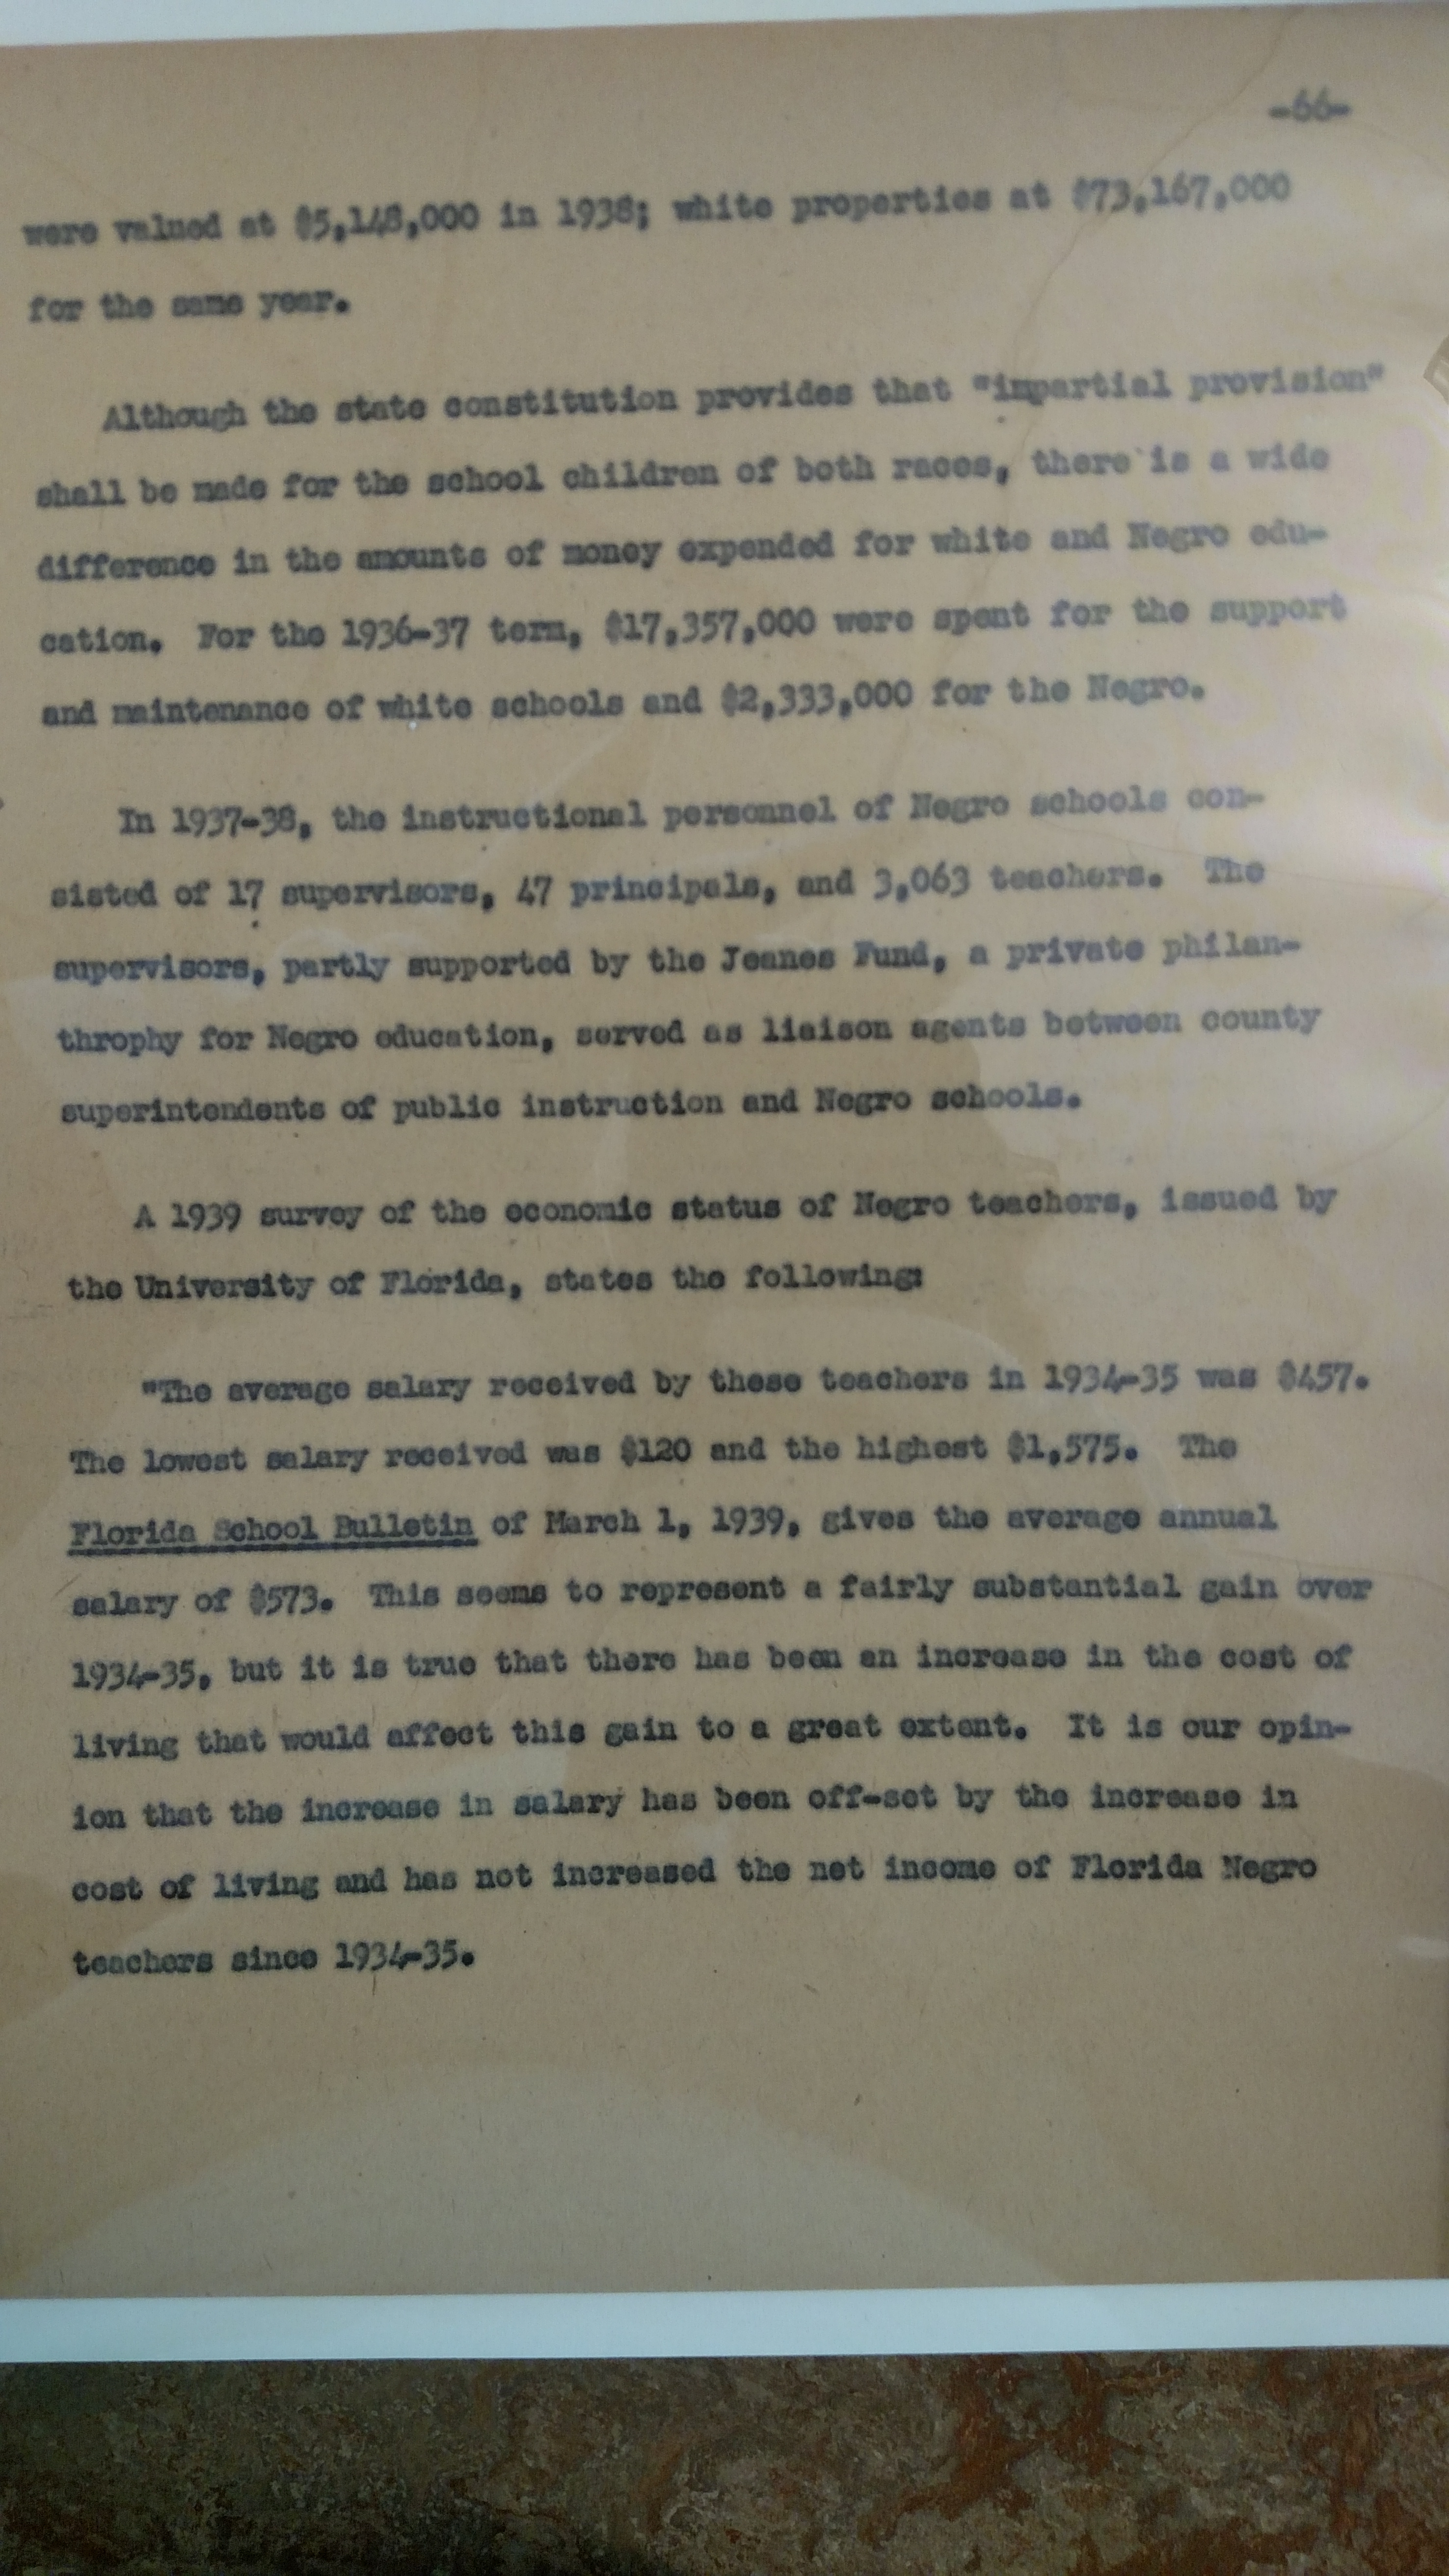 -66-
were valued at $5,148,000 in 1938; white properties at $73,167,000
for the same year.
Although the state constitution provides that "impartial provision"
shall be made for the school children of both races, there is a wide
difference in the amounts of money expended for white and Negro edu-
cation. For the 1936-37 term, $17,357,000 were spent for the support
and maintenance of white schools and $2,333,000 for the Negro.
In 1937-38, the instructional personnel of Negro schools con-
sisted of 17 supervisors, 47 principals, and 3,063 teachers. The
supervisors, partly supported by the Jeanes Fund, a private philan-
throphy for Negro education, served as liaison agents between county
superintendents of public instruction and Negro schools.
A 1939 survey of the economic status of Negro teachers, issued by
the University of Florida, states the following:
"The average salary received by these teachers in 1934-35 was $457.
The lowest salary received was $120 and the highest $1,575. The
Florida School Bulletin of March 1, 1939, gives the average annual
salary of $573. This seems to represent a fairly substantial gain over
1934-35, but it is true that there has been an increase in the cost of
living that would affect this gain to a great extent. It is our opin-
ion that the increase in salary has been off-set by the increase in
cost of living and has not increased the net income of Florida Negro
teachers since 1934-35.